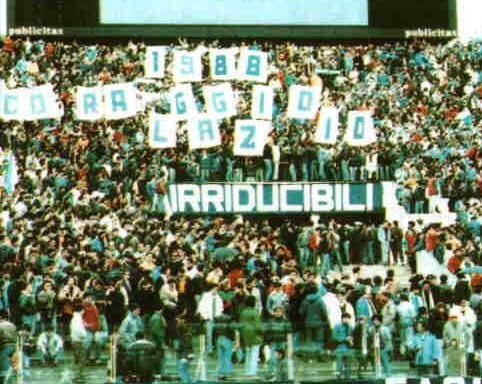 publicitas publicitas
1988
CORAGGIO
LAZIO
IRRIDUCIBILI